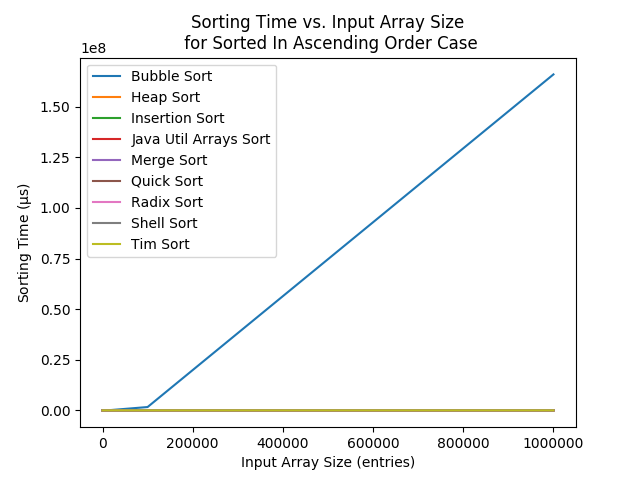 Sorting Time vs. Input Array Size
for Sorted In Ascending Order Case
1e8
Bubble Sort
Heap Sort
Insertion Sort
Java Util Arrays Sort
Merge Sort
Quick Sort
Radix Sort
Shell Sort
Tim Sort
1.50
1.25
1.00
0.75
0.50
0.25
0.00
Sorting Time (µs)
0 200000 400000 600000 800000 1000000
Input Array Size (entries)